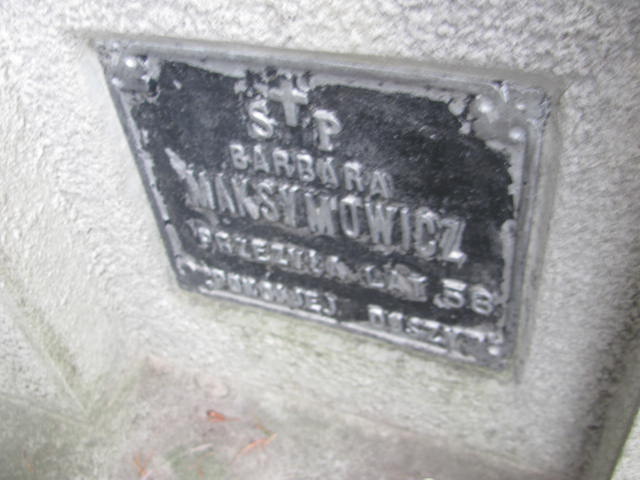 Ś † P
BARBARA
MAKSYMOWICZ
PRZEŻYŁA LAT 58
POKÓJ JEJ DUSZY